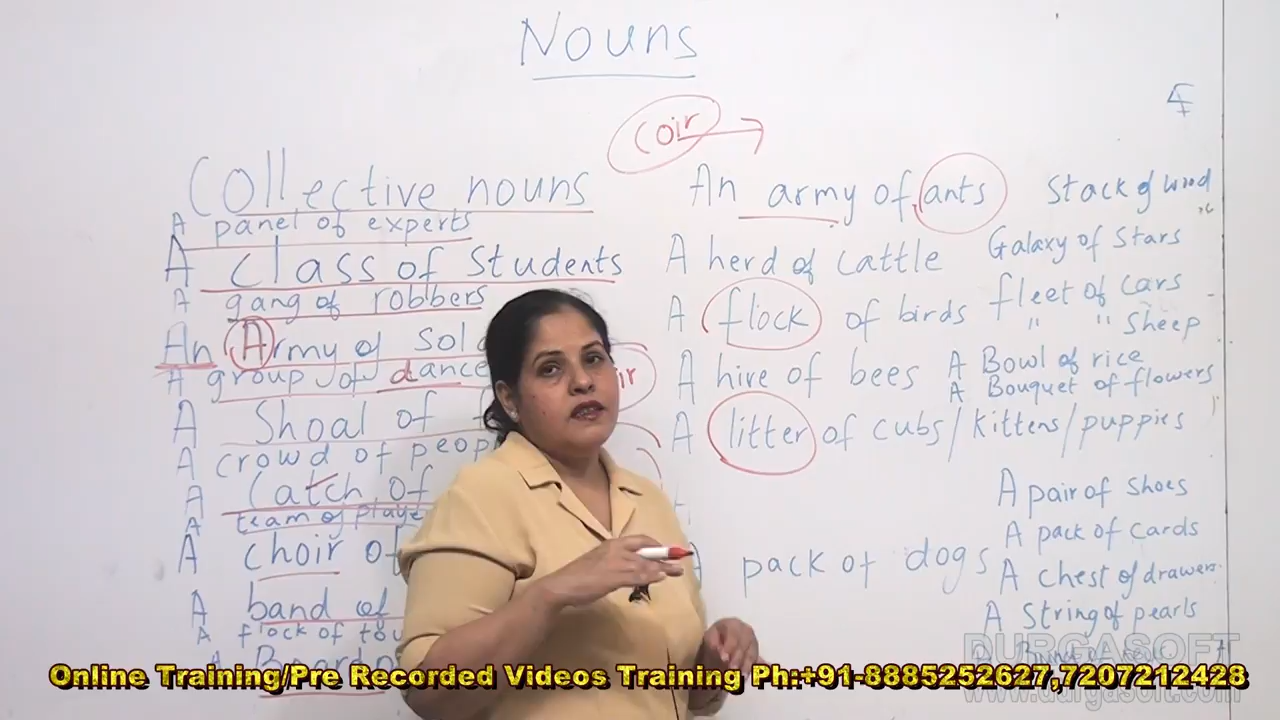 Nouns
coir →
Collective nouns
A panel of experts
A class of Students
A gang of robbers
An Army of
A group of dance
A Shoal of
A crowd of
A Catch of
A team of
A choir of
A band of
A flock of
An army of ants
A herd of cattle
A flock of birds
A hive of bees
A litter of cubs/kittens/puppies
pack of dogs
Stack of wood
Galaxy of Stars
fleet of cars
" " Sheep
A Bowl of rice
A Bouquet of flowers
A pair of Shoes
A pack of cards
A chest of drawers
A String of pearls
DURGASOFT
www.durgasoft.com
Online Training/Pre Recorded Videos Training Ph:+91-8885252627,7207212428